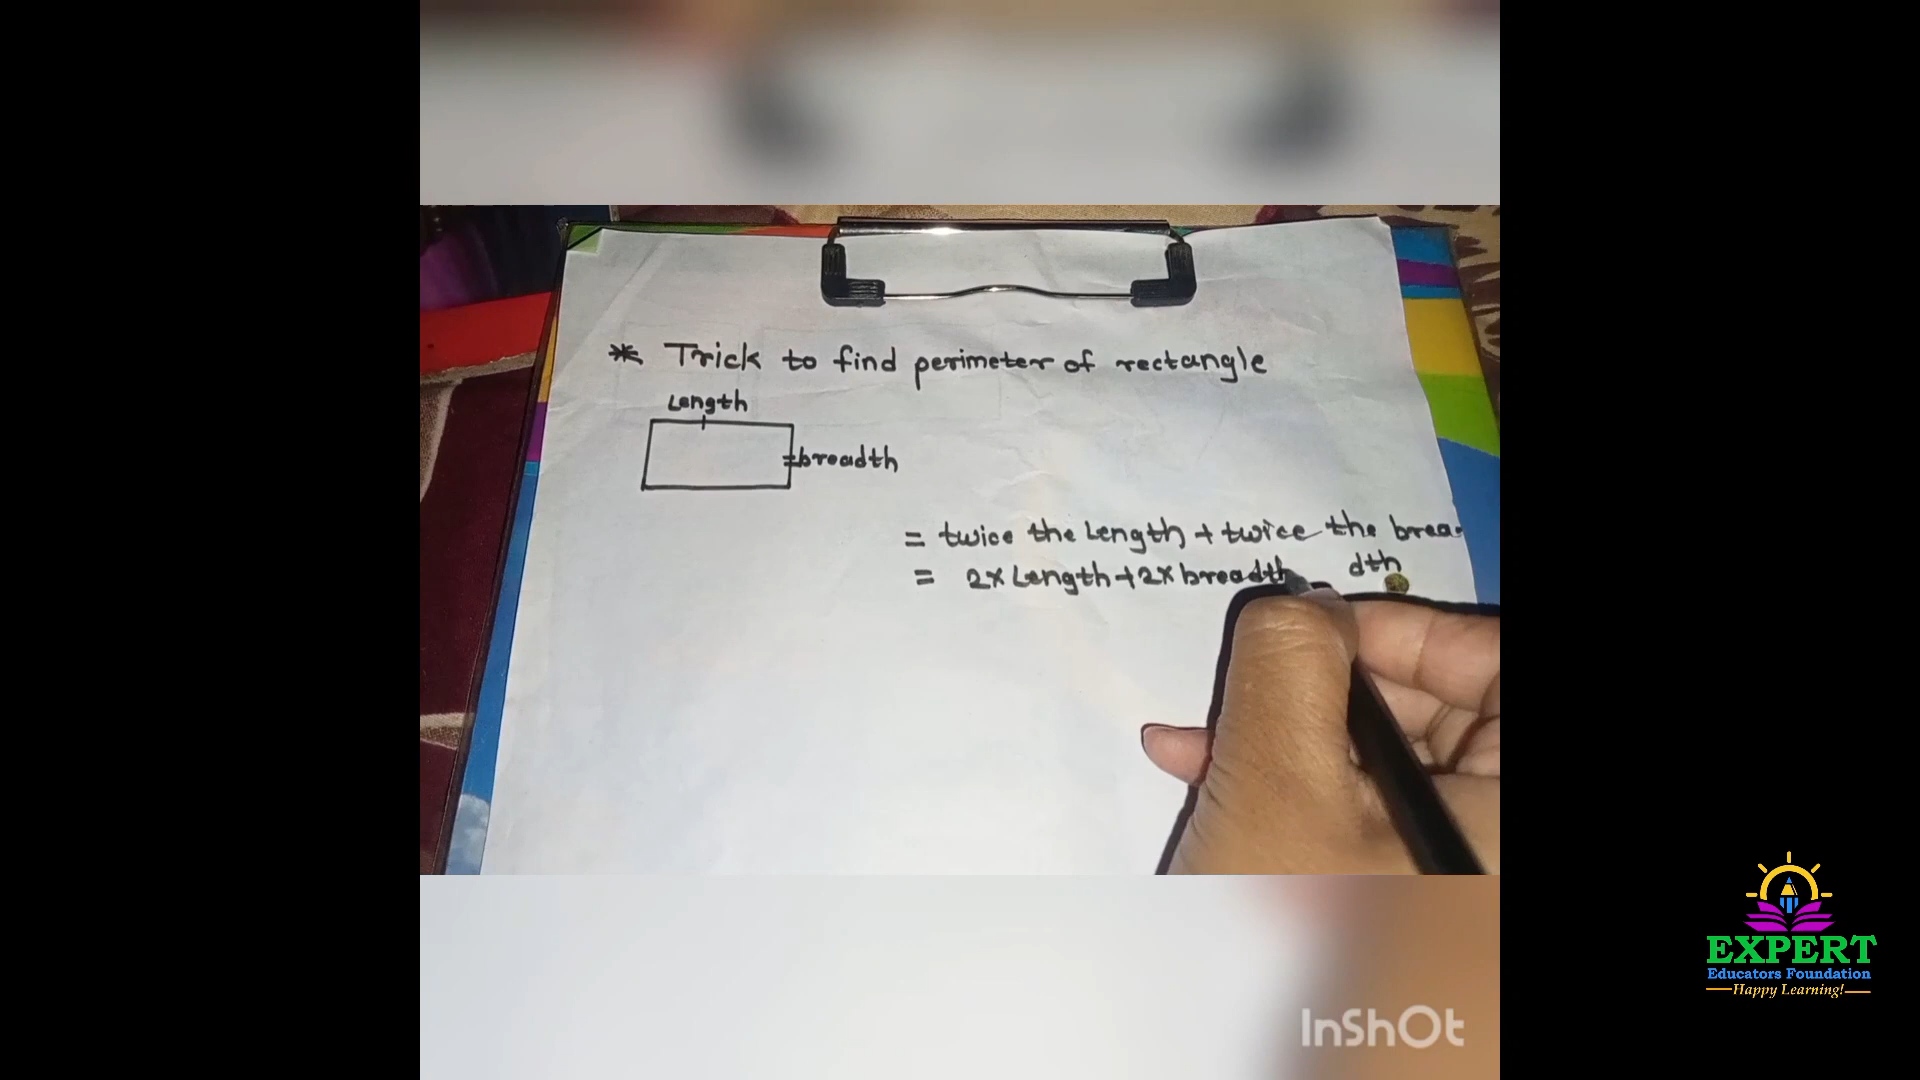 * Trick to find perimeter of rectangle
Length
breadth
= twice the Length + twice the brea-
dth
= 2x Length + 2x breadth
EXPERT
Educators Foundation
Happy Learning!
InShOt